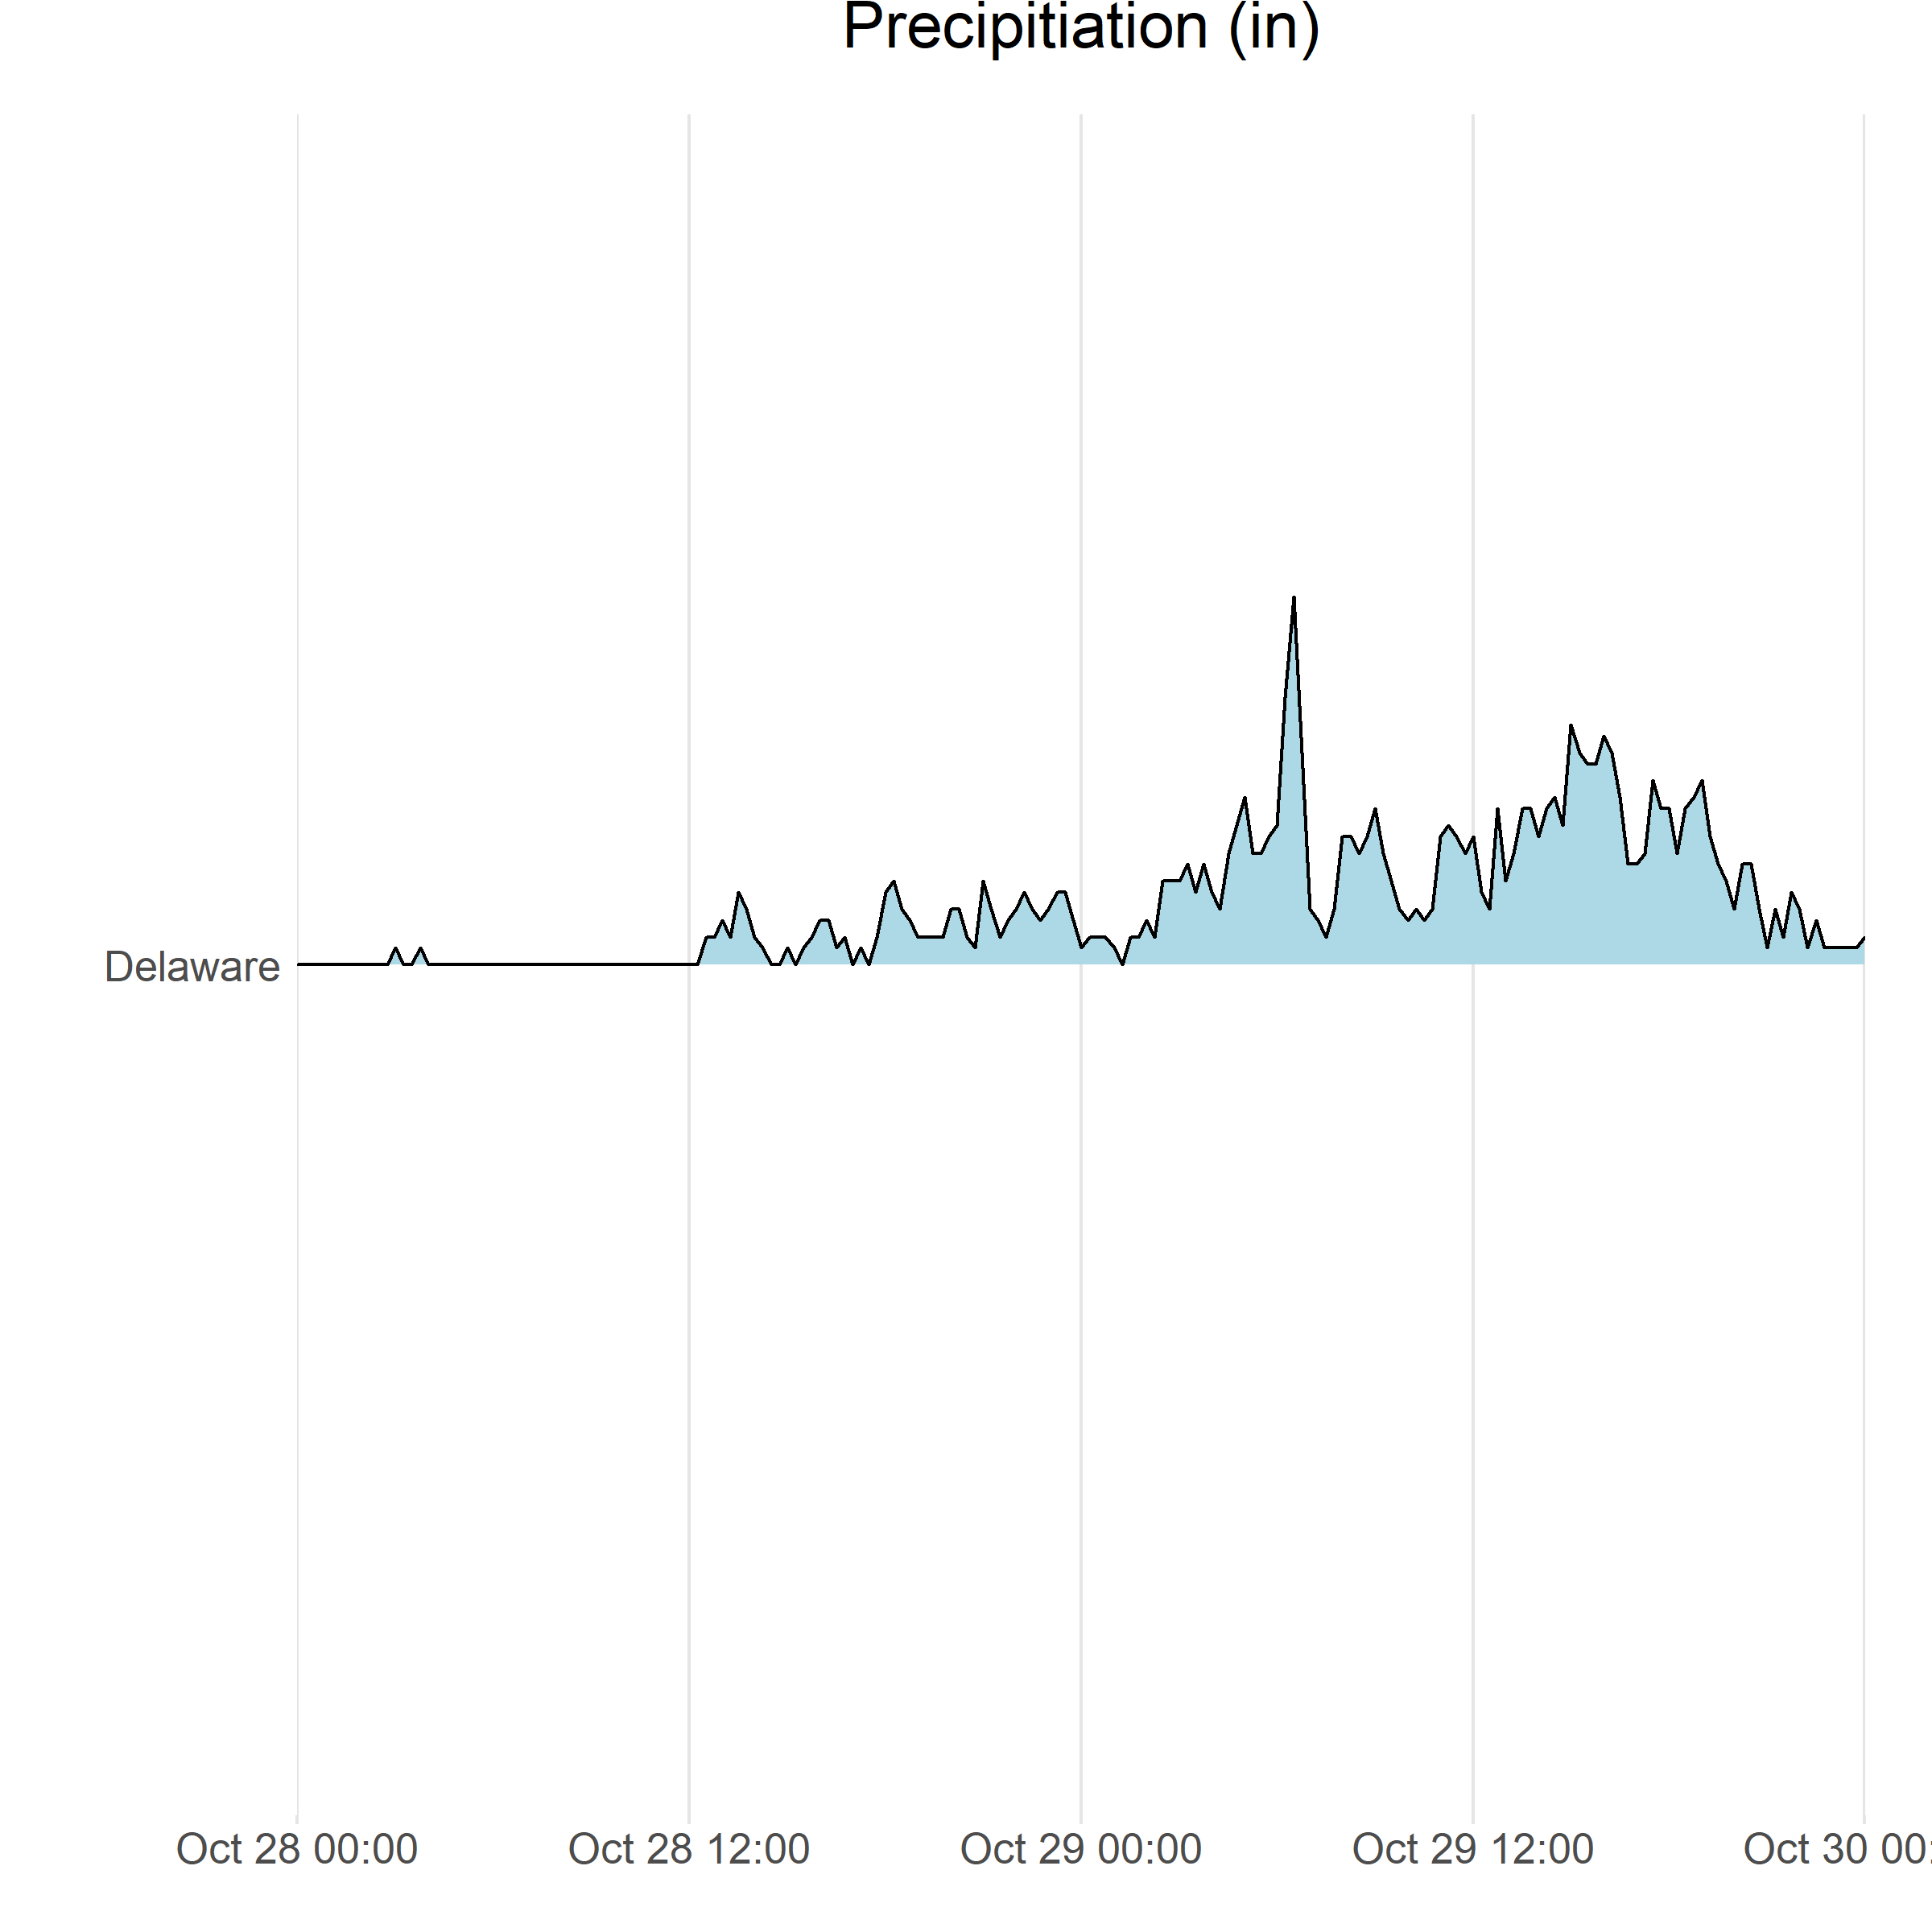 Precipitiation (in)
Delaware
Oct 28 00:00
Oct 28 12:00
Oct 29 00:00
Oct 29 12:00
Oct 30 00: